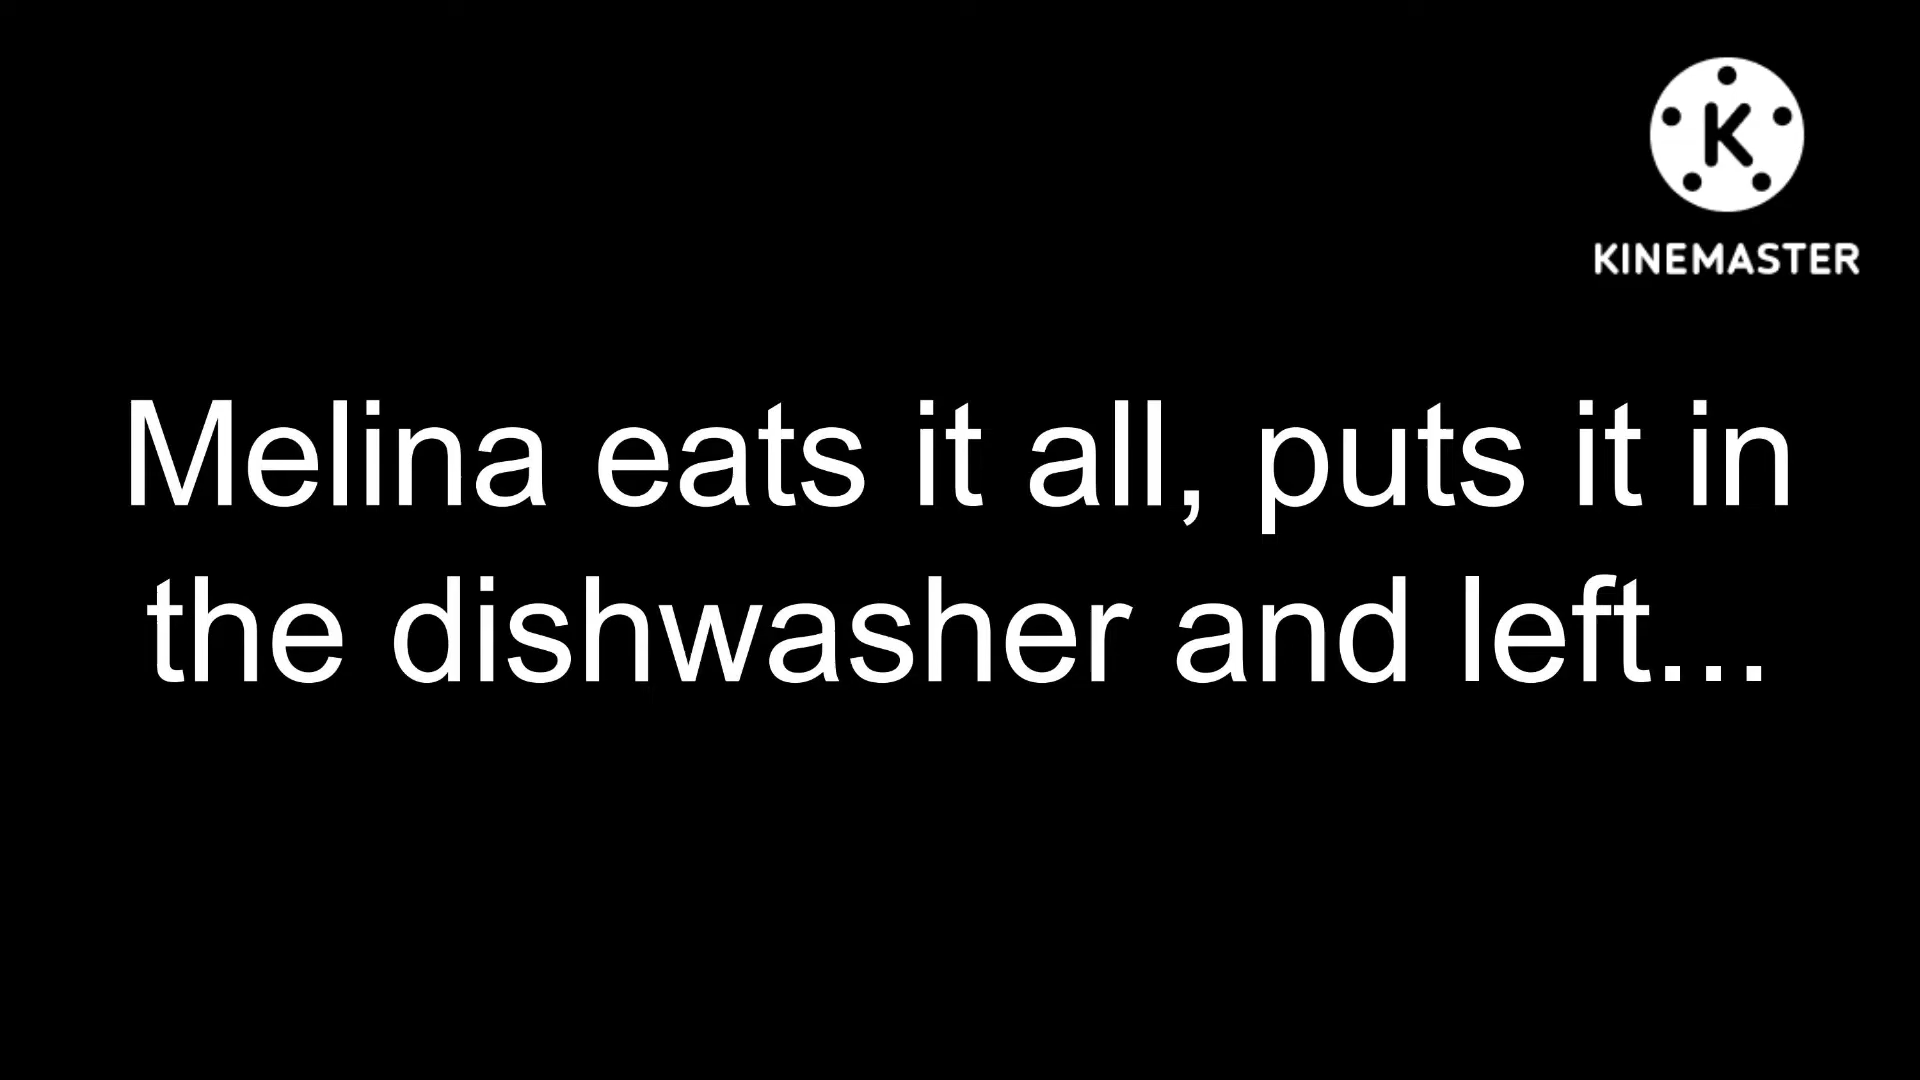 K
KINEMASTER
Melina eats it all, puts it in
the dishwasher and left...